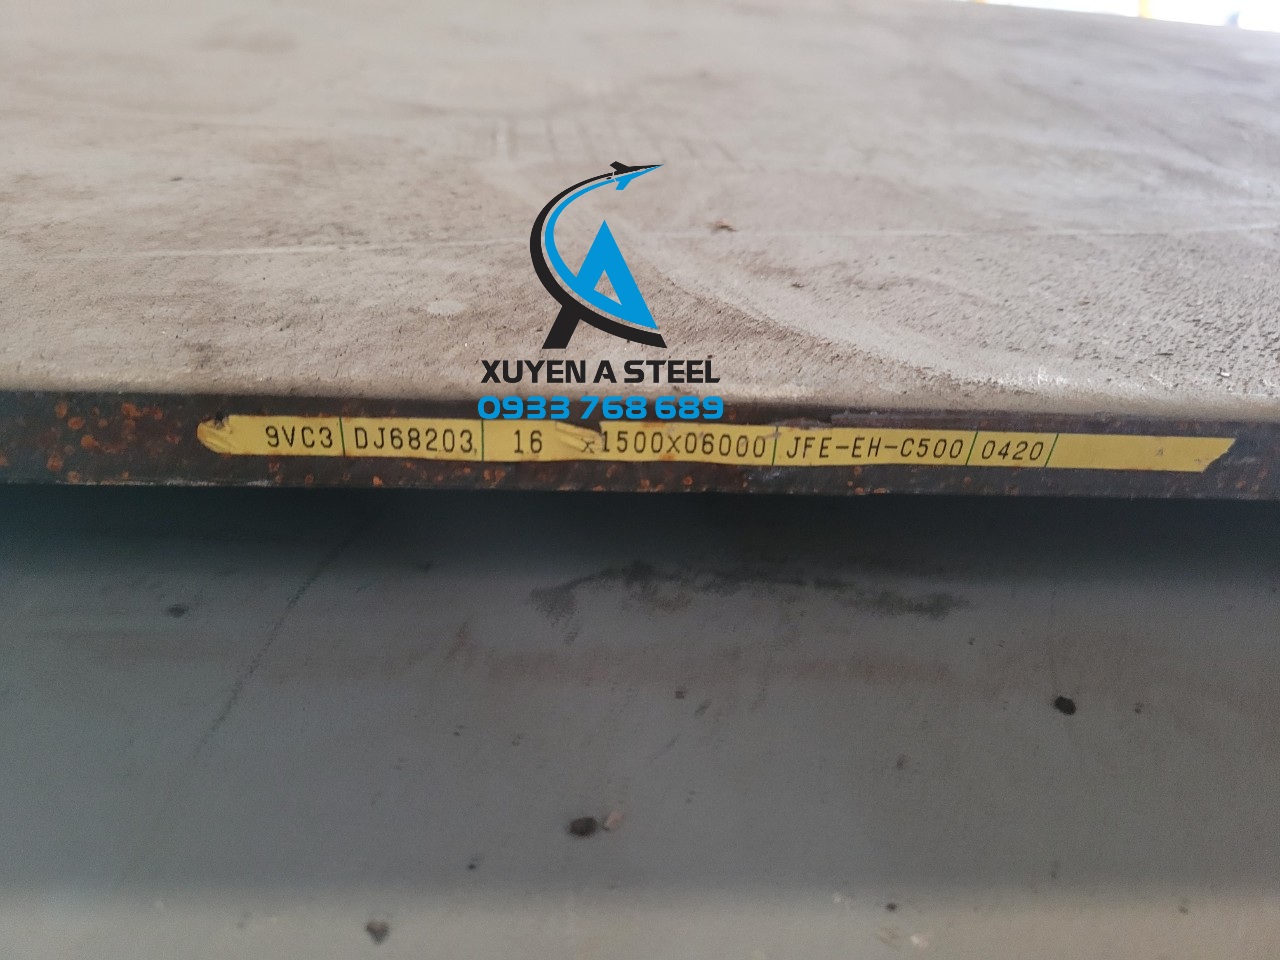 XUYEN A STEEL
0933 768 689
9VC3 DJ68203 16 x1500X06000 JFE-EH-C500 0420